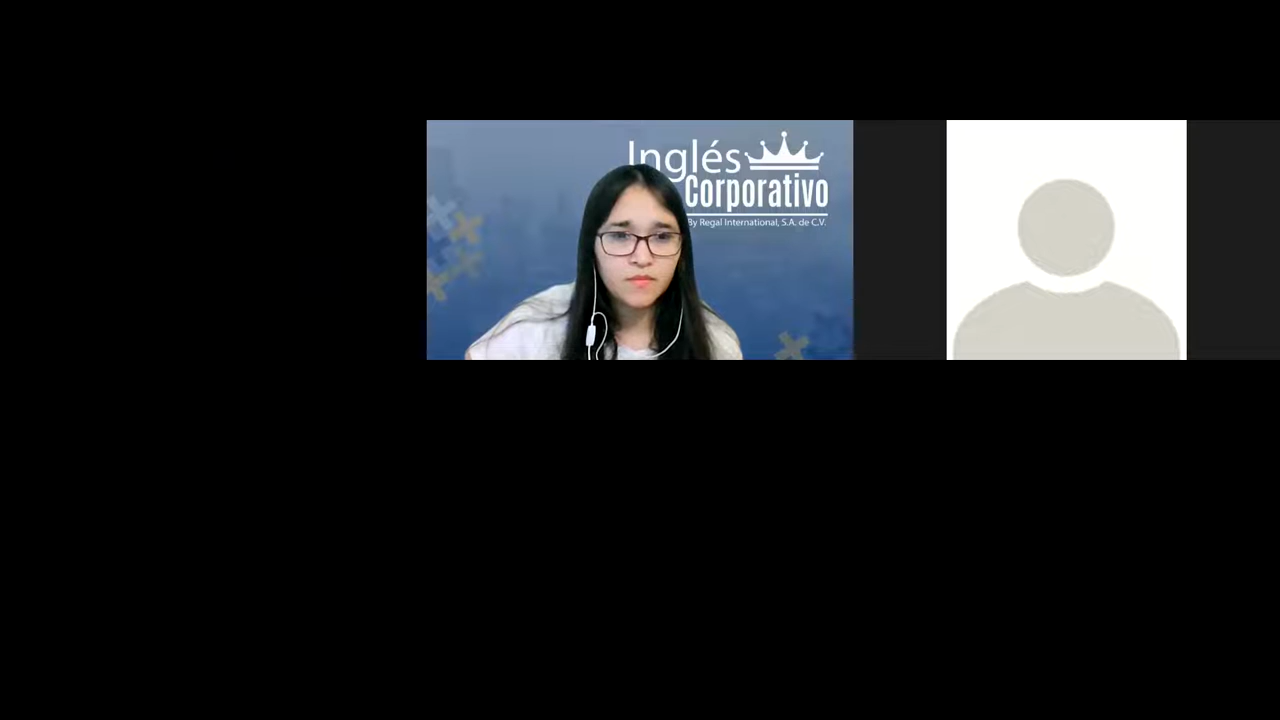 Inglés
Corporativo
By Regal International, S.A. de C.V.